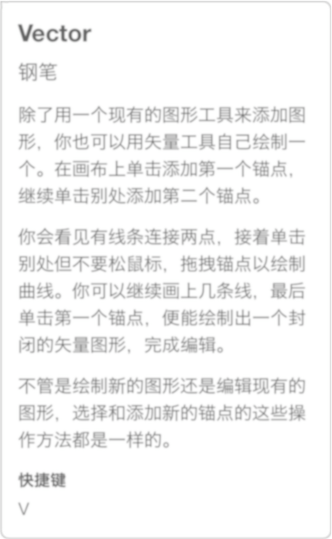 Vector
钢笔
除了用一个现有的图形工具来添加图
形，你也可以用矢量工具自己绘制一
个。在画布上单击添加第一个锚点，
继续单击别处添加第二个锚点。
你会看见有线条连接两点，接着单击
别处但不要松鼠标，拖拽锚点以绘制
曲线。你可以继续画上几条线，最后
单击第一个锚点，便能绘制出一个封
闭的矢量图形，完成编辑。
不管是绘制新的图形还是编辑现有的
图形，选择和添加新的锚点的这些操
作方法都是一样的。
快捷键
V